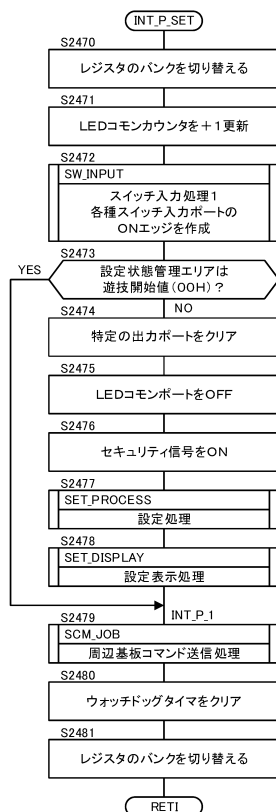 INT_P_SET
S2470
レジスタのバンクを切り替える
S2471
LEDコモンカウンタを+1更新
S2472
SW_INPUT
スイッチ入力処理1
各種スイッチ入力ポートの
ONエッジを作成
S2473
YES
設定状態管理エリアは
遊技開始値(00H)?
NO
S2474
特定の出力ポートをクリア
S2475
LEDコモンポートをOFF
S2476
セキュリティ信号をON
S2477
SET_PROCESS
設定処理
S2478
SET_DISPLAY
設定表示処理
INT_P_1
S2479
SCM_JOB
周辺基板コマンド送信処理
S2480
ウォッチドッグタイマをクリア
S2481
レジスタのバンクを切り替える
RETI